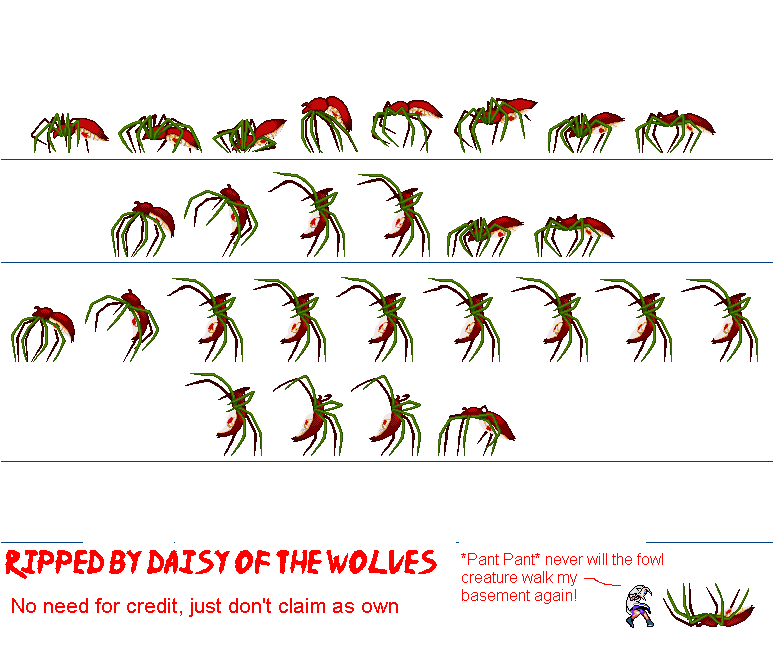 RIPPED BY DAISY OF THE WOLVES
No need for credit, just don't claim as own
*Pant Pant* never will the fowl
creature walk my
basement again!